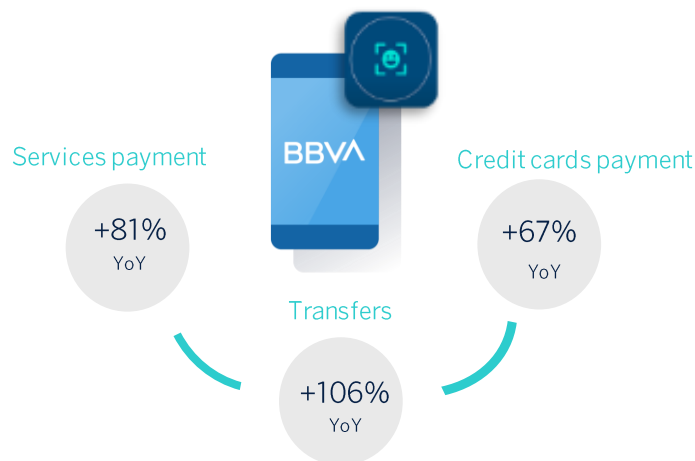 BBVA
Services payment
+81%
YoY
Credit cards payment
+67%
YoY
Transfers
+106%
YoY